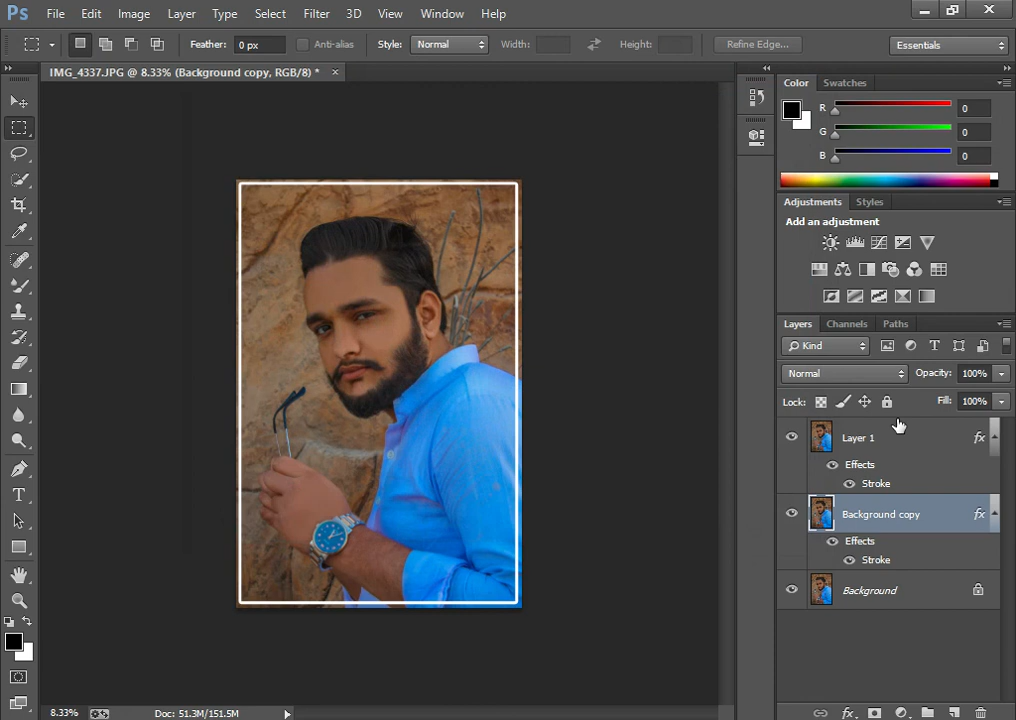 Ps File Edit Image Layer Type Select Filter 3D View Window Help
Feather: 0 px Anti-alias Style: Normal Width: Height: Refine Edge... Essentials
IMG_4337.JPG @ 8.33% (Background copy, RGB/8) * ×
Color Swatches
R 0
G 0
B 0
Adjustments Styles
Add an adjustment
Layers Channels Paths
Kind
Normal Opacity: 100%
Lock: Fill: 100%
Layer 1 fx
Effects
Stroke
Background copy fx
Effects
Stroke
Background
8.33% Doc: 51.3M/151.5M
fx